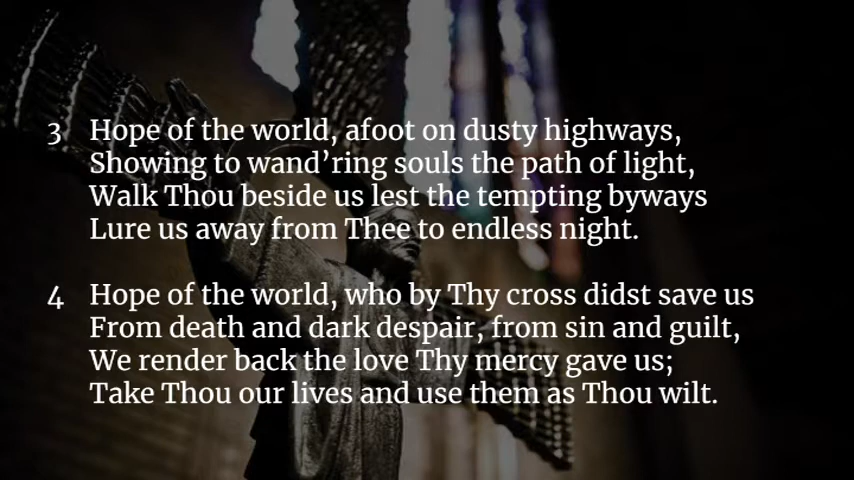 3 Hope of the world, afoot on dusty highways,
Showing to wand’ring souls the path of light,
Walk Thou beside us lest the tempting byways
Lure us away from Thee to endless night.
4 Hope of the world, who by Thy cross didst save us
From death and dark despair, from sin and guilt,
We render back the love Thy mercy gave us;
Take Thou our lives and use them as Thou wilt.